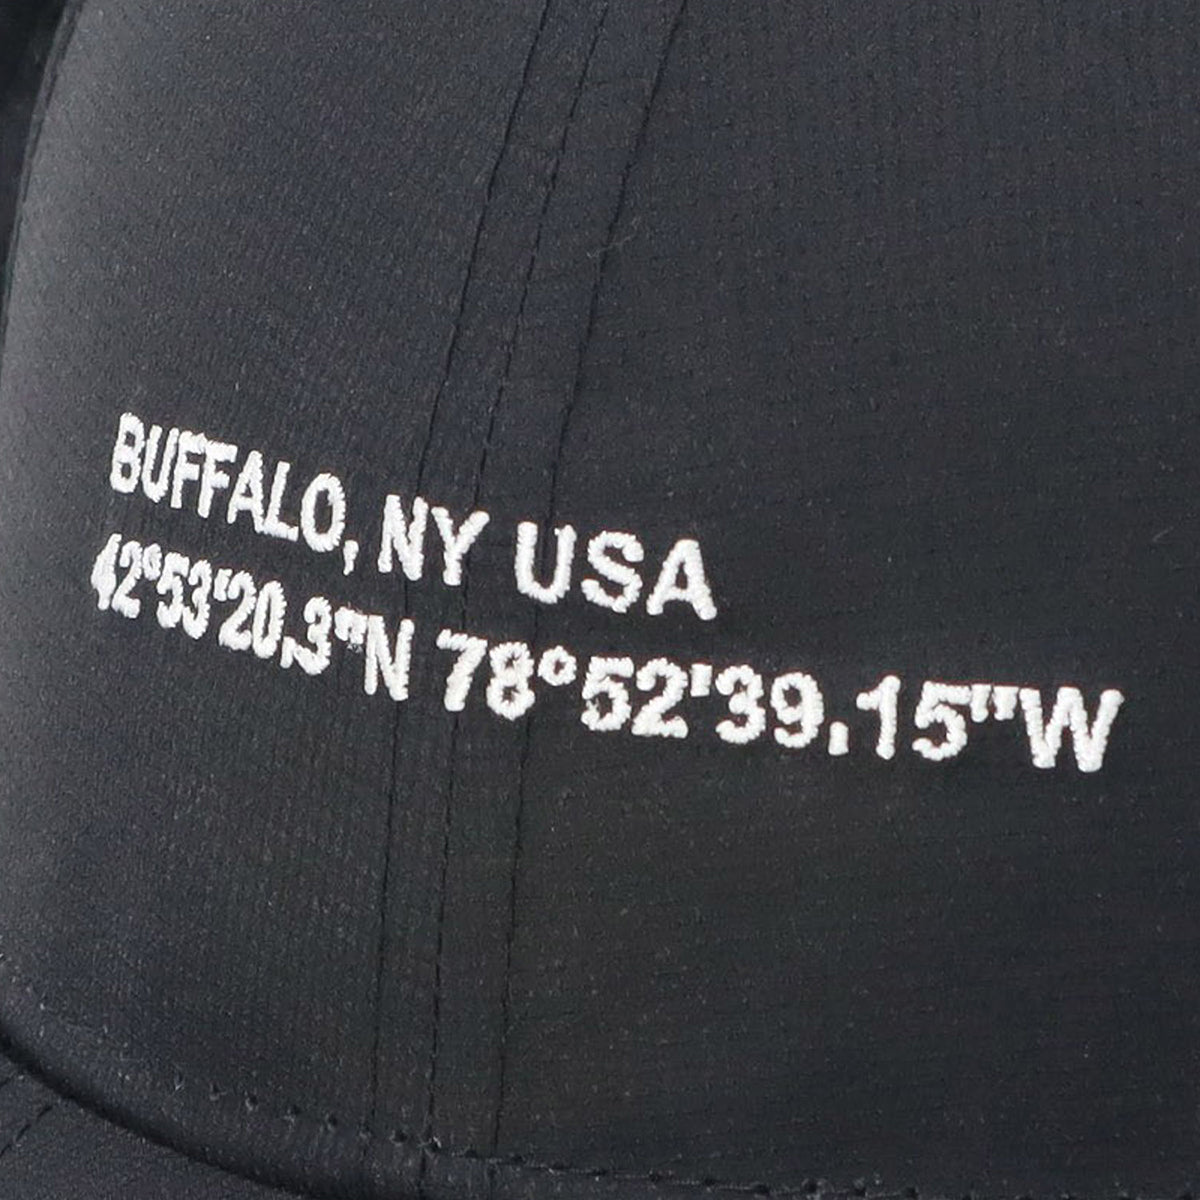 BUFFALO, NY USA
42°53'20.3"N 78°52'39.15"W